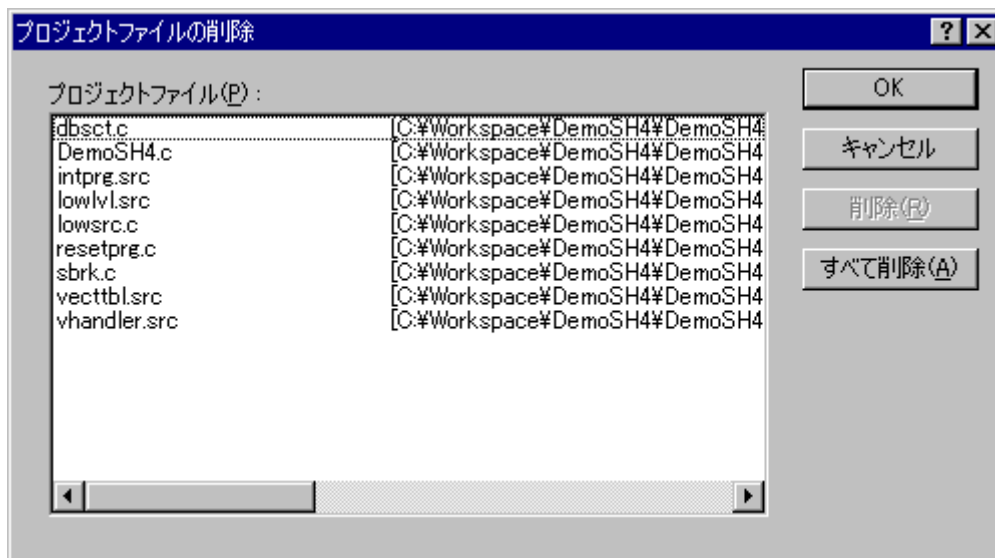 プロジェクトファイルの削除
プロジェクトファイル(P) :
dbsct.c [C:¥Workspace¥DemoSH4¥DemoSH4
DemoSH4.c [C:¥Workspace¥DemoSH4¥DemoSH4
intprg.src [C:¥Workspace¥DemoSH4¥DemoSH4
lowlvl.src [C:¥Workspace¥DemoSH4¥DemoSH4
lowsrc.c [C:¥Workspace¥DemoSH4¥DemoSH4
resetprg.c [C:¥Workspace¥DemoSH4¥DemoSH4
sbrk.c [C:¥Workspace¥DemoSH4¥DemoSH4
vecttbl.src [C:¥Workspace¥DemoSH4¥DemoSH4
vhandler.src [C:¥Workspace¥DemoSH4¥DemoSH4
OK
キャンセル
削除(R)
すべて削除(A)